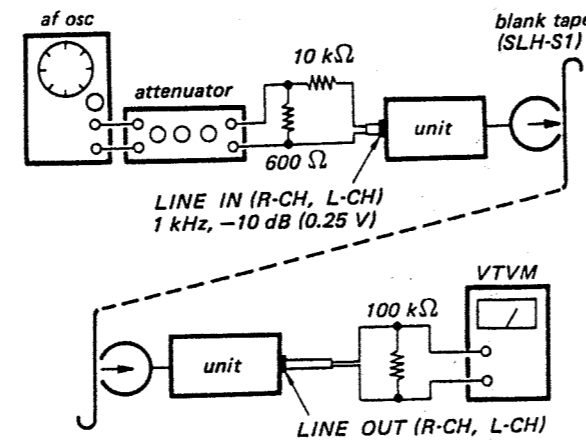 af osc
blank tape
(SLH-S1)
attenuator
10 kΩ
unit
600 Ω
LINE IN (R-CH, L-CH)
1 kHz, −10 dB (0.25 V)
VTVM
100 kΩ
unit
LINE OUT (R-CH, L-CH)